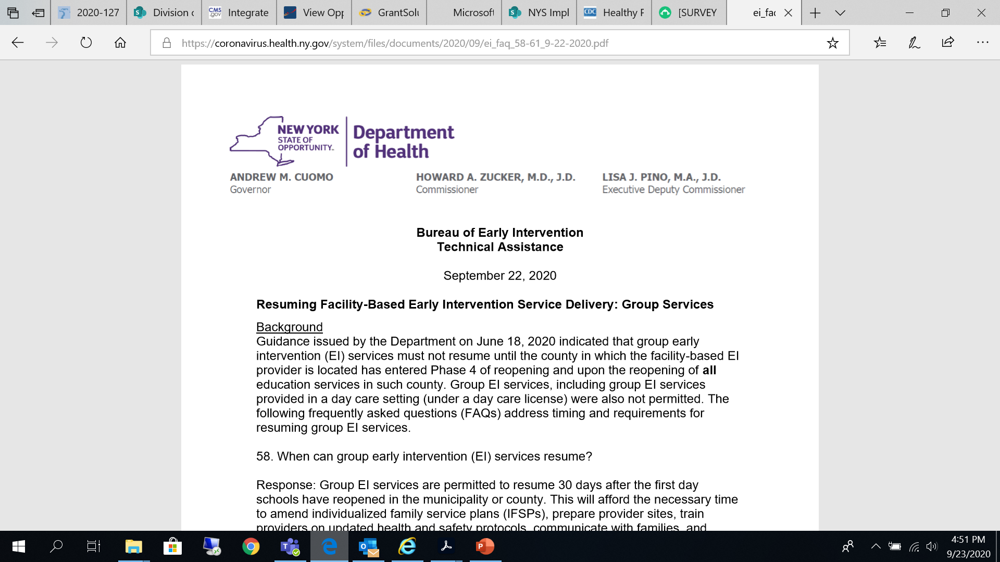 2020-127
Division
Integrate
View Opp
GrantSolu
Microsoft
NYS Impl
Healthy
[SURVEY
ei_faq
https://coronavirus.health.ny.gov/system/files/documents/2020/09/ei_faq_58-61_9-22-2020.pdf
NEW YORK
STATE OF
OPPORTUNITY™
Department
of Health
ANDREW M. CUOMO
Governor
HOWARD A. ZUCKER, M.D., J.D.
Commissioner
LISA J. PINO, M.A., J.D.
Executive Deputy Commissioner
Bureau of Early Intervention
Technical Assistance
September 22, 2020
Resuming Facility-Based Early Intervention Service Delivery: Group Services
Background
Guidance issued by the Department on June 18, 2020 indicated that group early
intervention (EI) services must not resume until the county in which the facility-based EI
provider is located has entered Phase 4 of reopening and upon the reopening of all
education services in such county. Group EI services, including group EI services
provided in a day care setting (under a day care license) were also not permitted. The
following frequently asked questions (FAQs) address timing and requirements for
resuming group EI services.
58. When can group early intervention (EI) services resume?
Response: Group EI services are permitted to resume 30 days after the first day
schools have reopened in the municipality or county. This will afford the necessary time
to amend individualized family service plans (IFSPs), prepare provider sites, train
providers on updated health and safety protocols, communicate with families, and
4:51 PM
9/23/2020